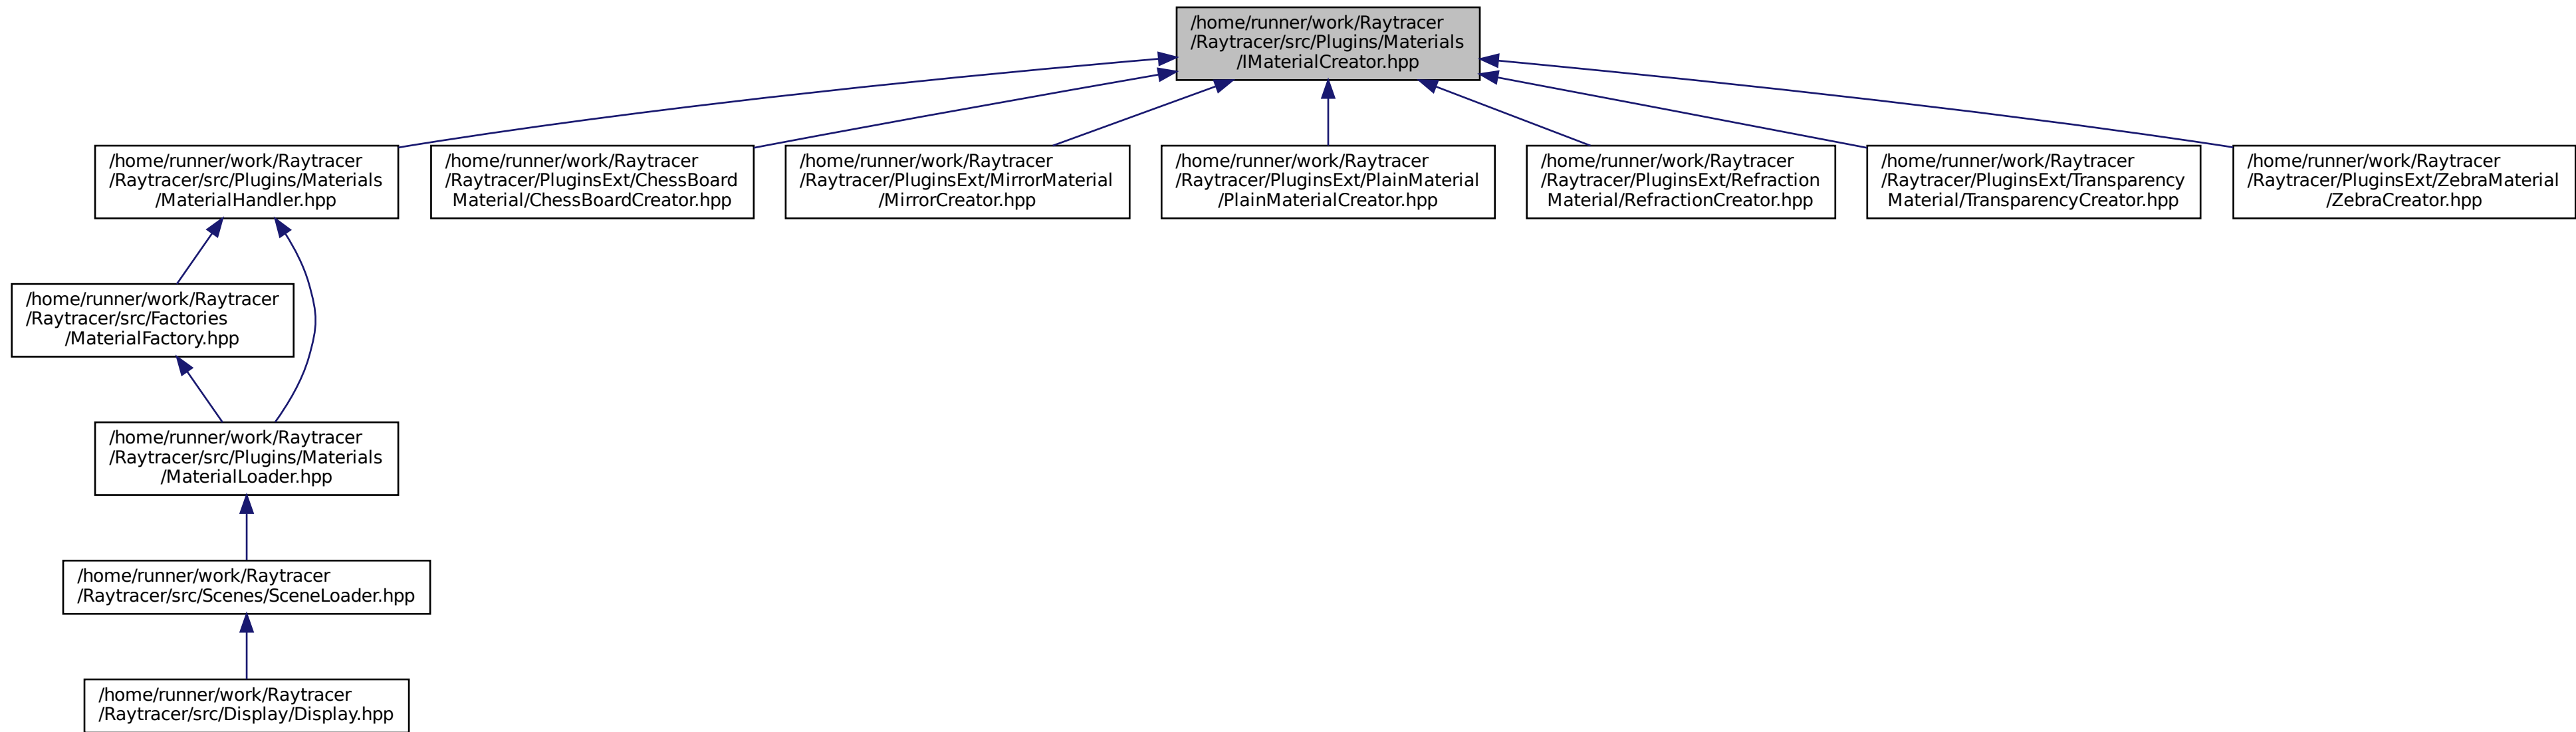 /home/runner/work/Raytracer
/Raytracer/src/Plugins/Materials
/IMaterialCreator.hpp
/home/runner/work/Raytracer
/Raytracer/src/Plugins/Materials
/MaterialHandler.hpp
/home/runner/work/Raytracer
/Raytracer/PluginsExt/ChessBoard
Material/ChessBoardCreator.hpp
/home/runner/work/Raytracer
/Raytracer/PluginsExt/MirrorMaterial
/MirrorCreator.hpp
/home/runner/work/Raytracer
/Raytracer/PluginsExt/PlainMaterial
/PlainMaterialCreator.hpp
/home/runner/work/Raytracer
/Raytracer/PluginsExt/Refraction
Material/RefractionCreator.hpp
/home/runner/work/Raytracer
/Raytracer/PluginsExt/Transparency
Material/TransparencyCreator.hpp
/home/runner/work/Raytracer
/Raytracer/PluginsExt/ZebraMaterial
/ZebraCreator.hpp
/home/runner/work/Raytracer
/Raytracer/src/Factories
/MaterialFactory.hpp
/home/runner/work/Raytracer
/Raytracer/src/Plugins/Materials
/MaterialLoader.hpp
/home/runner/work/Raytracer
/Raytracer/src/Scenes/SceneLoader.hpp
/home/runner/work/Raytracer
/Raytracer/src/Display/Display.hpp